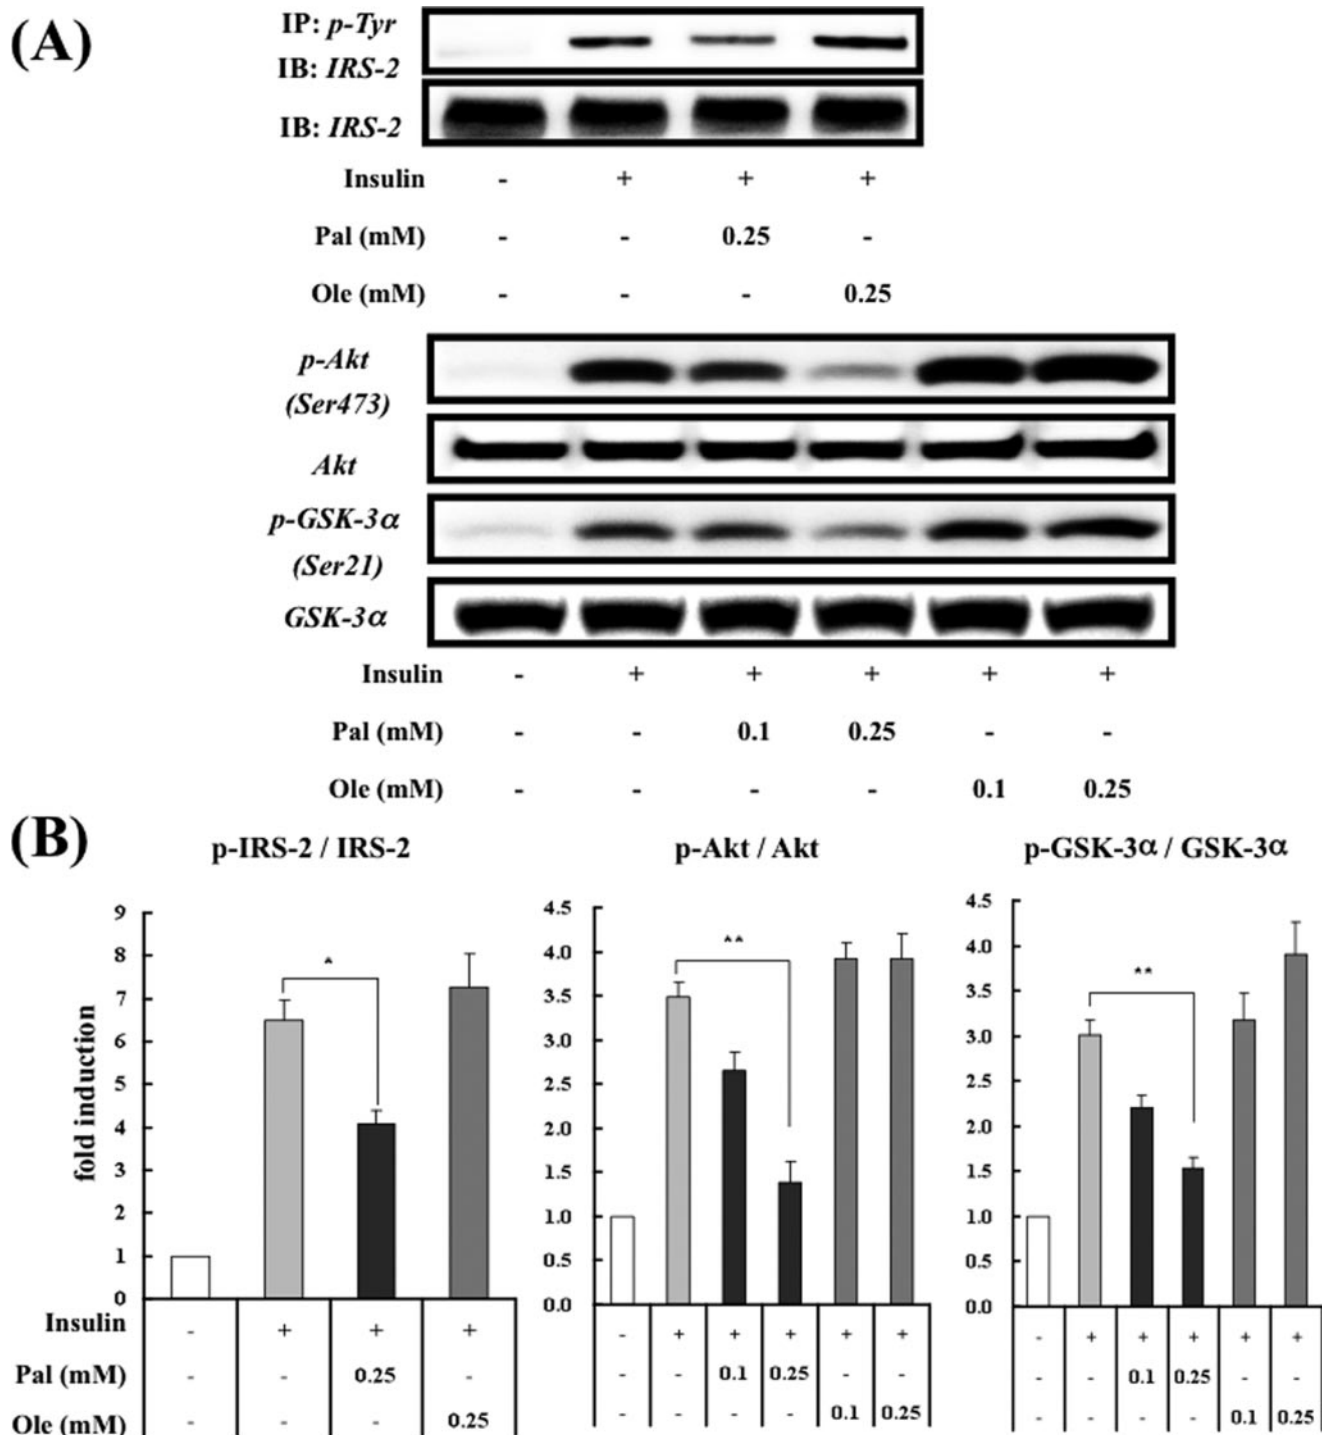 (A)
IP: p-Tyr
IB: IRS-2
IB: IRS-2
Insulin - + + +
Pal (mM) - - 0.25 -
Ole (mM) - - - 0.25
p-Akt
(Ser473)
Akt
p-GSK-3α
(Ser21)
GSK-3α
Insulin - + + + + +
Pal (mM) - - 0.1 0.25 - -
Ole (mM) - - - - 0.1 0.25
(B)
p-IRS-2 / IRS-2 p-Akt / Akt p-GSK-3α / GSK-3α
fold induction
9
8
7
6
5
4
3
2
1
0
*
4.5
4.0
3.5
3.0
2.5
2.0
1.5
1.0
0.5
0.0
**
4.5
4.0
3.5
3.0
2.5
2.0
1.5
1.0
0.5
0.0
**
Insulin - + + + - + + + + + - + + + + +
Pal (mM) - - 0.25 - - - 0.1 0.25 - - - - 0.1 0.25 - -
Ole (mM) - - - 0.25 - - - - 0.1 0.25 - - - - 0.1 0.25